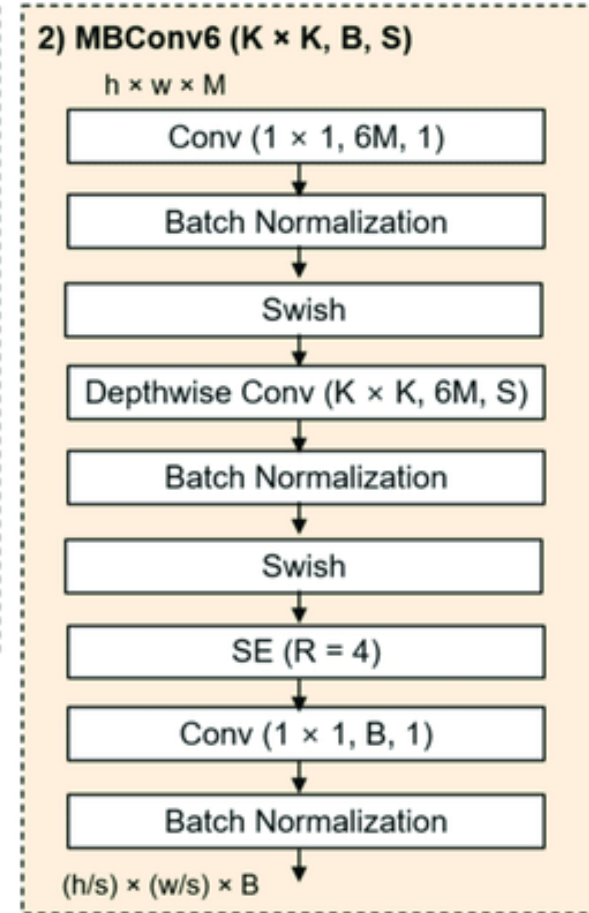 2) MBConv6 (K × K, B, S)
h × w × M
Conv (1 × 1, 6M, 1)
Batch Normalization
Swish
Depthwise Conv (K × K, 6M, S)
Batch Normalization
Swish
SE (R = 4)
Conv (1 × 1, B, 1)
Batch Normalization
(h/s) × (w/s) × B